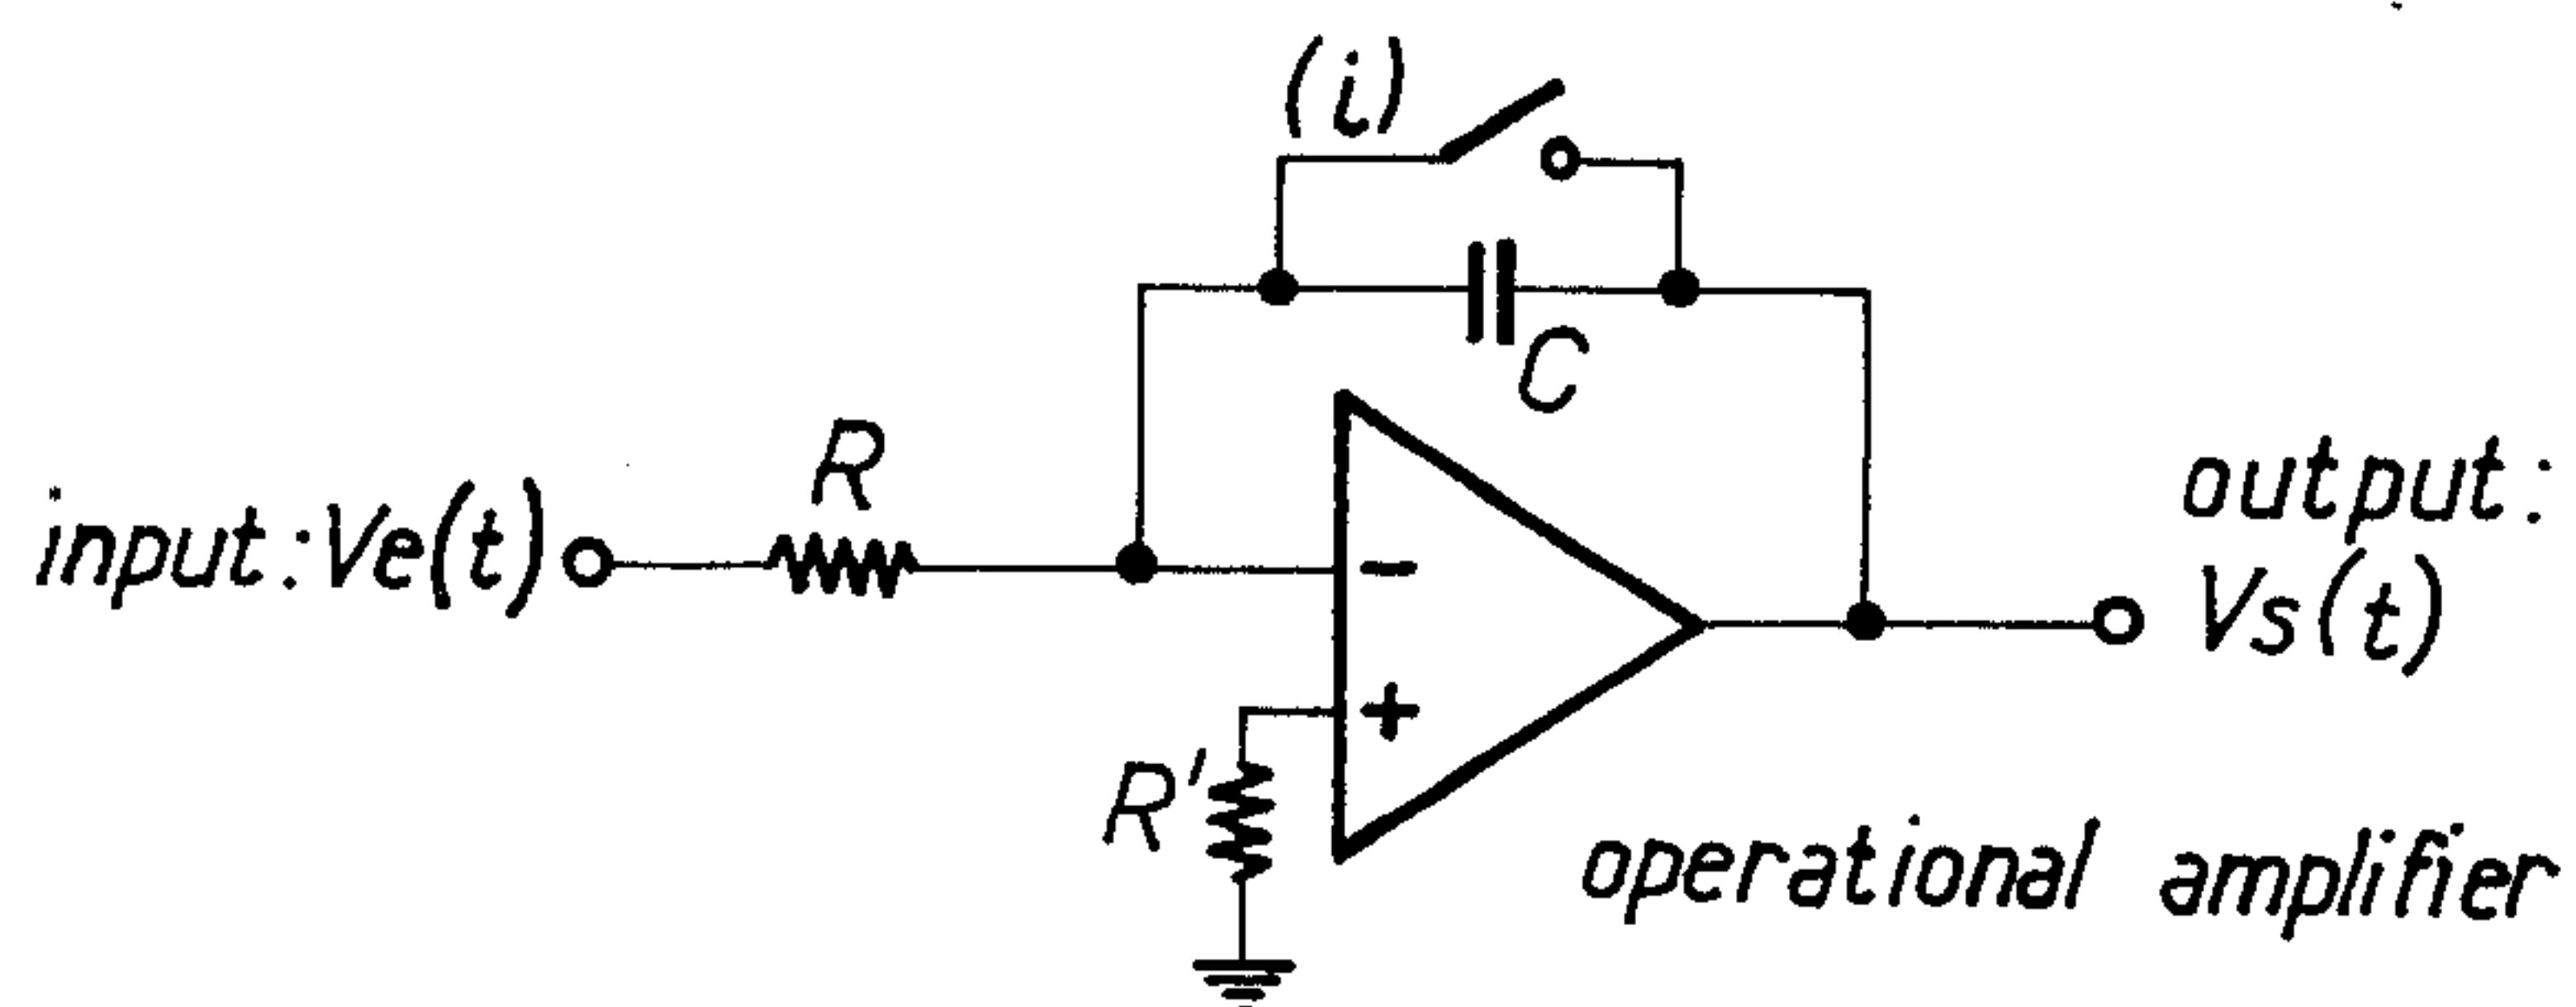 (i)
C
R
input: Ve(t)
-
+
output:
Vs(t)
R'
operational amplifier